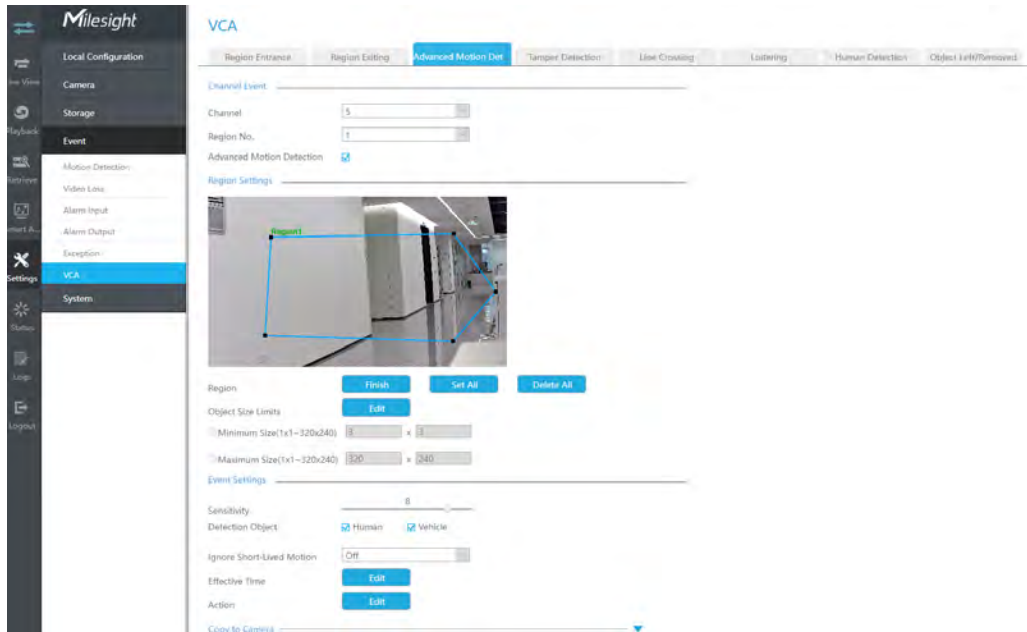 Milesight
VCA
Local Configuration
Camera
Storage
Event
Motion Detection
Video Loss
Alarm Input
Alarm Output
Exception
VCA
System
Playback
Retrieve
Settings
Status
Logs
Logout
Region Entrance Region Exiting Advanced Motion Det Tamper Detection Line Crossing Loitering Human Detection Object Left/Removed
Channel Event
Channel 5
Region No. 1
Advanced Motion Detection
Region Settings
Region1
Region Finish Set All Delete All
Object Size Limits Edit
Minimum Size(1x1~320x240) 3 x 3
Maximum Size(1x1~320x240) 320 x 240
Event Settings
Sensitivity 8
Detection Object Human Vehicle
Ignore Short-Lived Motion Off
Effective Time Edit
Action Edit
Copy to Camera